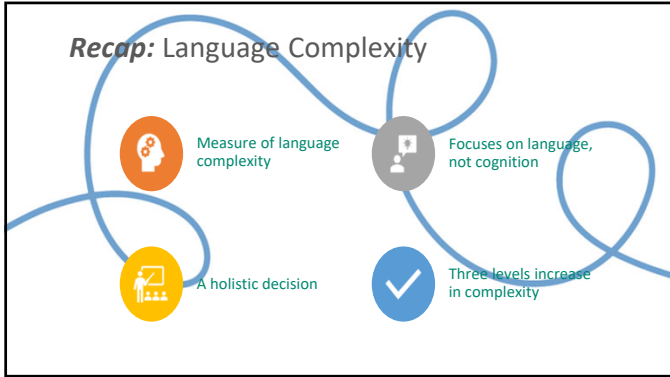 Recap: Language Complexity
Measure of language
complexity
Focuses on language,
not cognition
A holistic decision
Three levels increase
in complexity